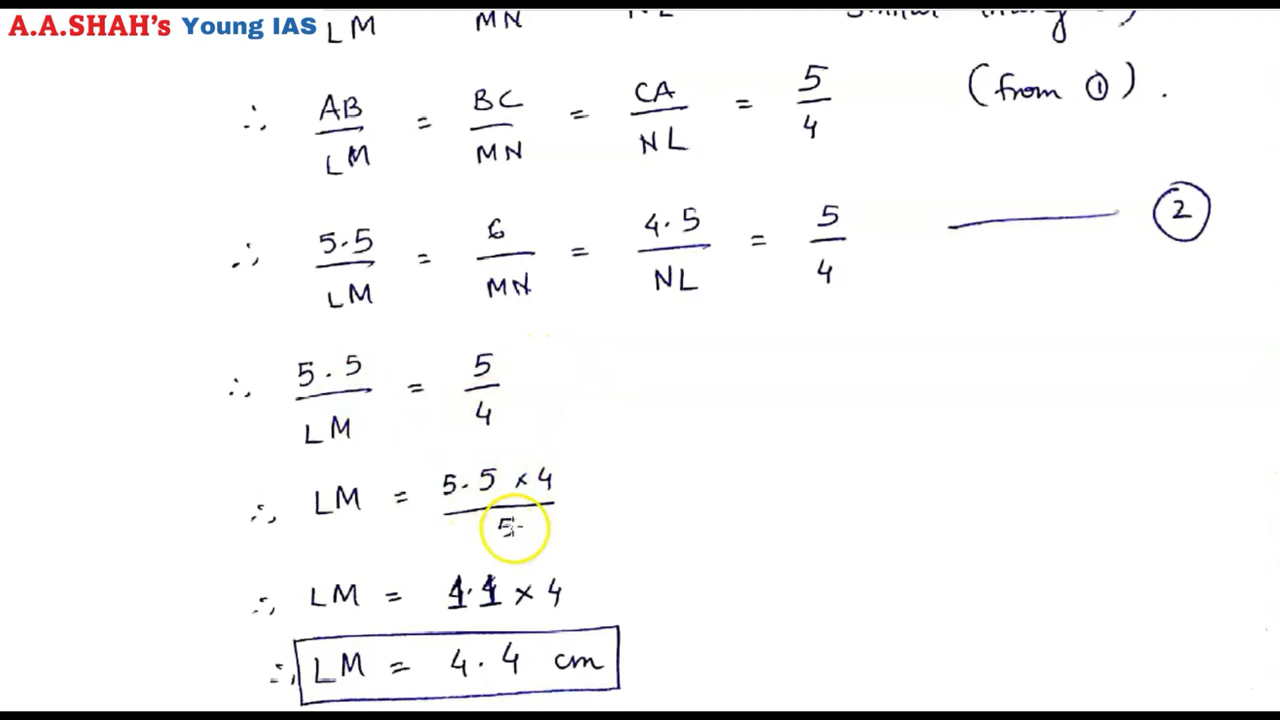 A.A.SHAH's Young IAS
LM MN NL
∴ AB/LM = BC/MN = CA/NL = 5/4 (from ①).
∴ 5.5/LM = 6/MN = 4.5/NL = 5/4 ——— ②
∴ 5.5/LM = 5/4
∴ LM = 5.5 × 4/5
∴ LM = 1.1 × 4
∴ LM = 4.4 cm